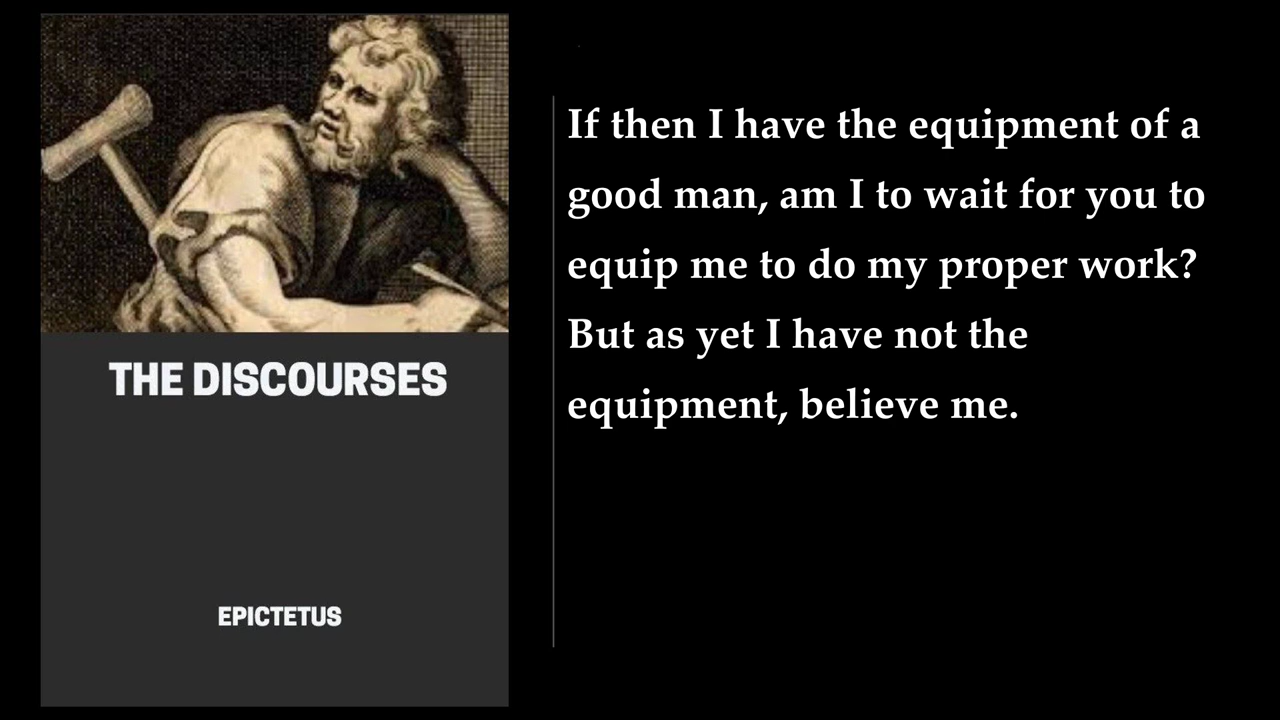 THE DISCOURSES
EPICTETUS
If then I have the equipment of a
good man, am I to wait for you to
equip me to do my proper work?
But as yet I have not the
equipment, believe me.